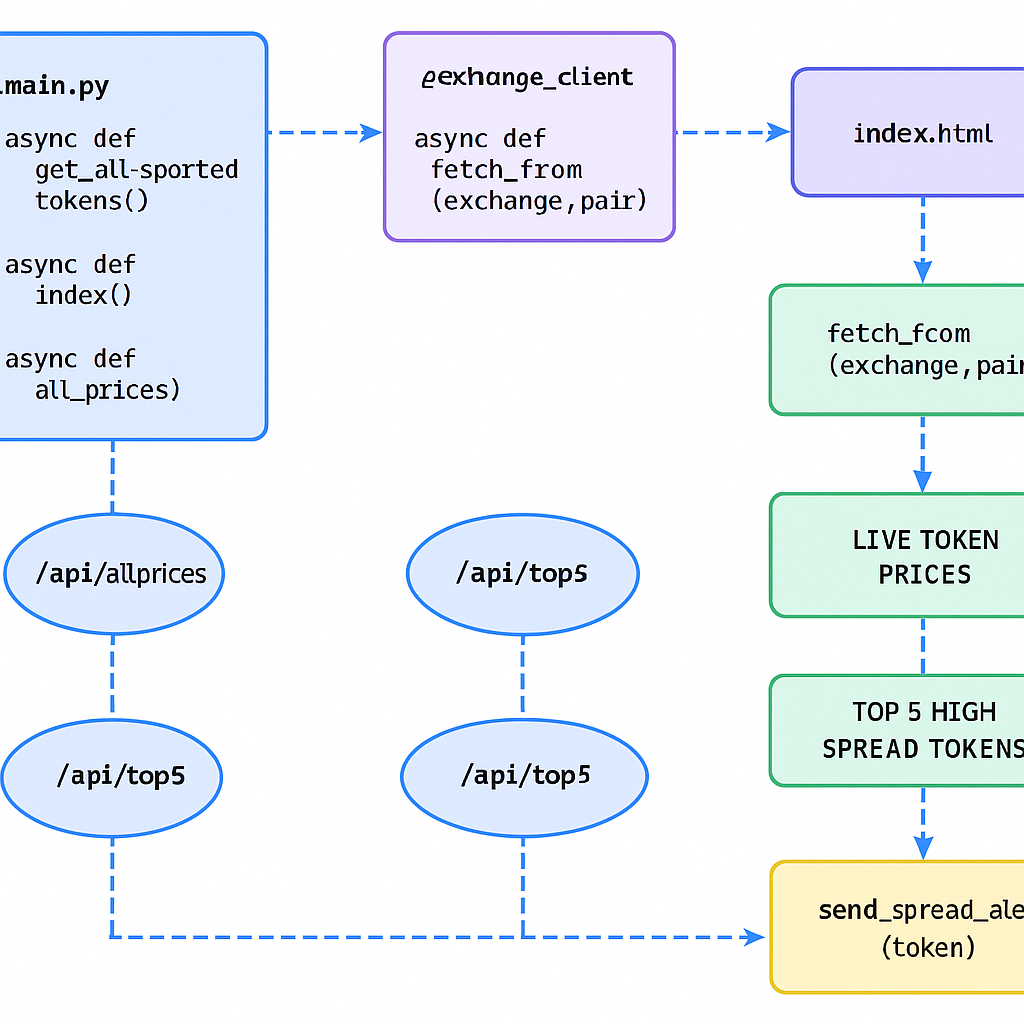 .main.py
async def
get_all-sported
tokens()
async def
index()
async def
all_prices)
exhange_client
async def
fetch_from
(exchange,pair)
index.html
fetch_fcom
(exchange,pair
LIVE TOKEN
PRICES
TOP 5 HIGH
SPREAD TOKENS
send_spread_ale
(token)
/api/allprices
/api/top5
/api/top5
/api/top5